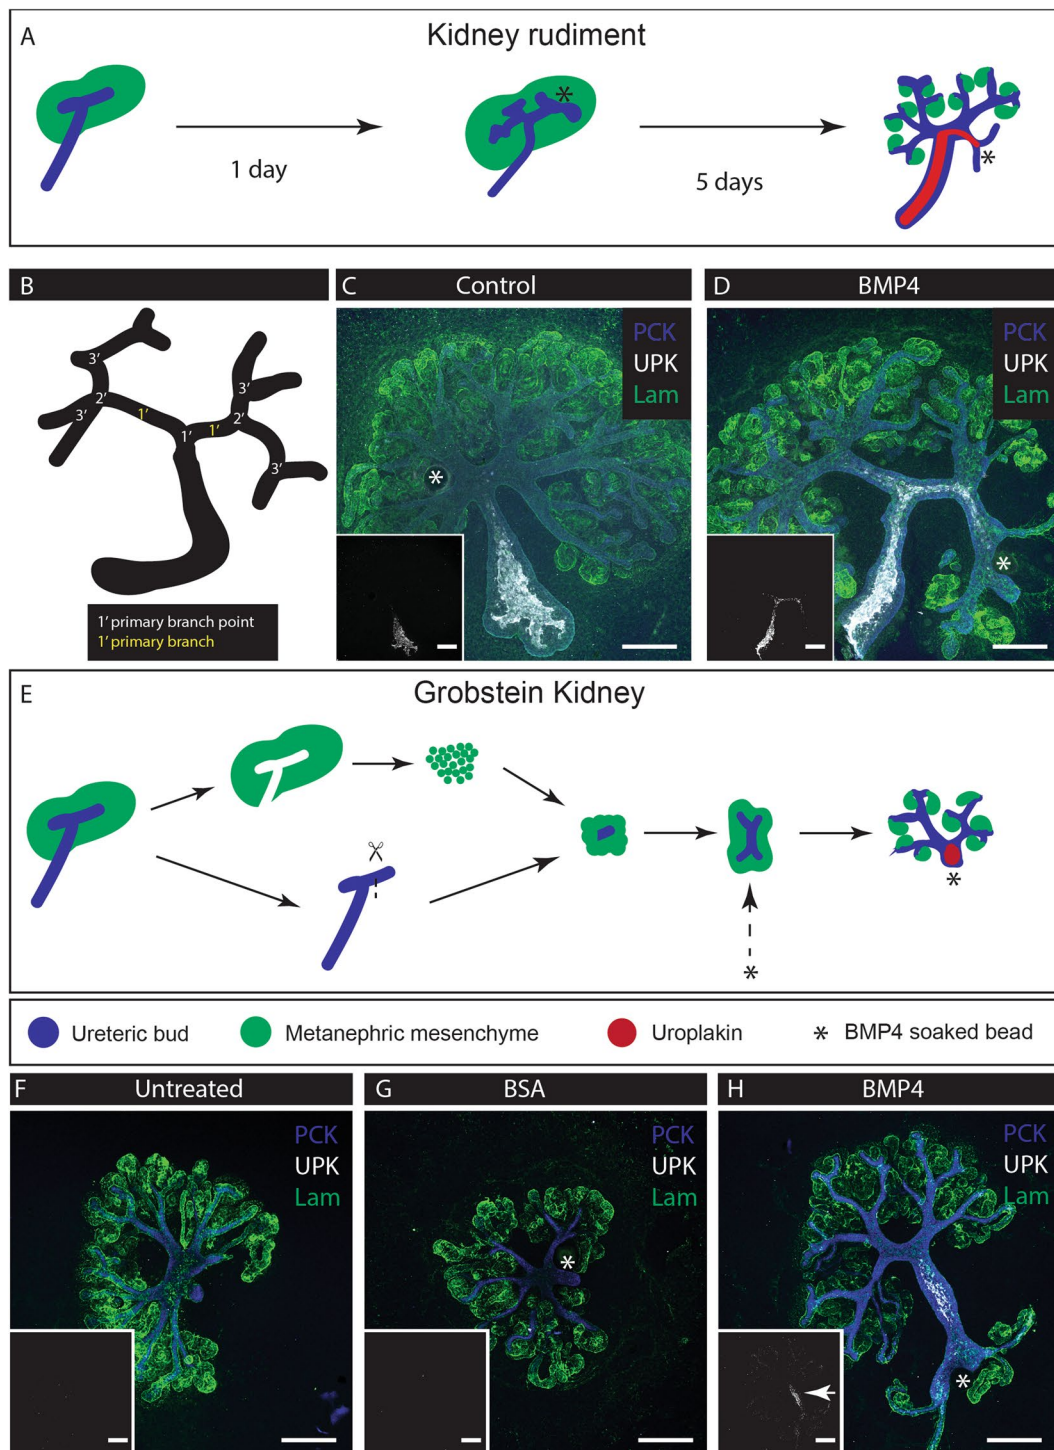 A
Kidney rudiment
*
1 day
5 days
*
B
3'
3'
2'
3'
1'
1'
1'
2'
3'
3'
1' primary branch point
1' primary branch
C
Control
PCK
UPK
Lam
*
D
BMP4
PCK
UPK
Lam
*
E
Grobstein Kidney
*
*
Ureteric bud
Metanephric mesenchyme
Uroplakin
* BMP4 soaked bead
F
Untreated
PCK
UPK
Lam
G
BSA
PCK
UPK
Lam
*
H
BMP4
PCK
UPK
Lam
*